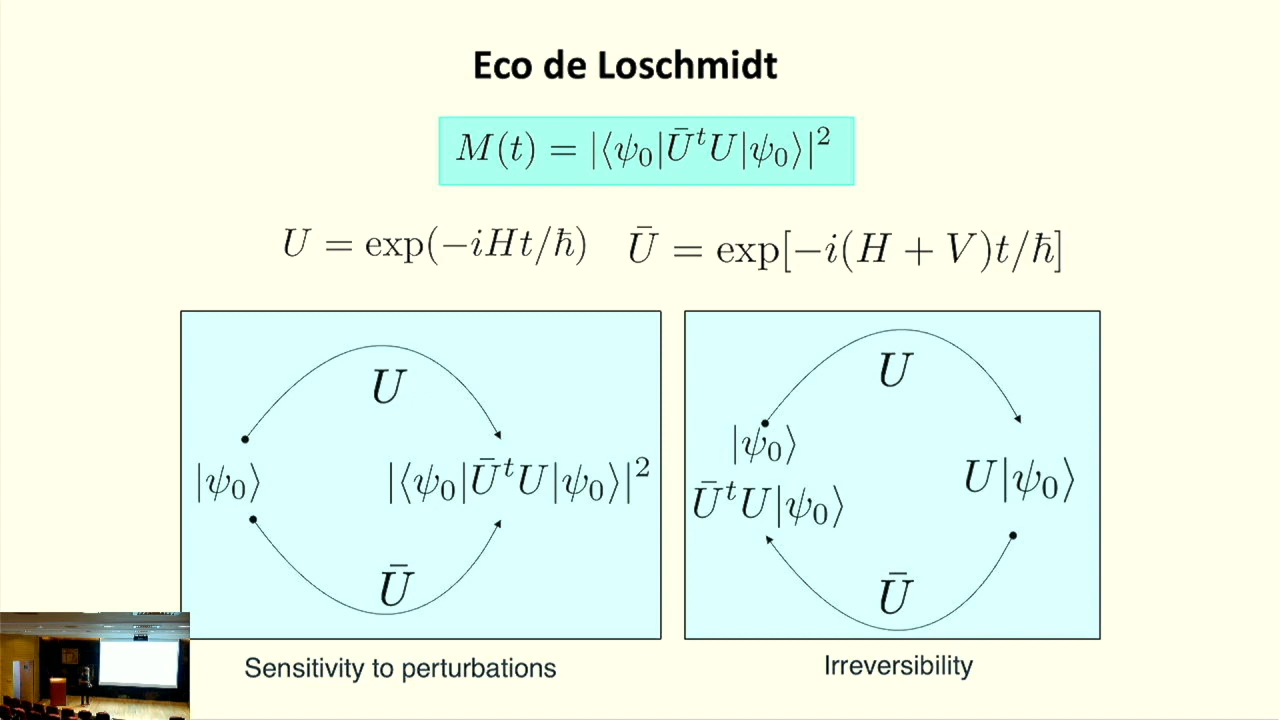 Eco de Loschmidt
M(t) = |⟨ψ₀|Ū^t U|ψ₀⟩|²
U = exp(−iHt/ħ)   Ū = exp[−i(H + V)t/ħ]
U
|ψ₀⟩   |⟨ψ₀|Ū^t U|ψ₀⟩|²
Ū
Sensitivity to perturbations
U
|ψ₀⟩
U|ψ₀⟩
Ū^t U|ψ₀⟩
Ū
Irreversibility